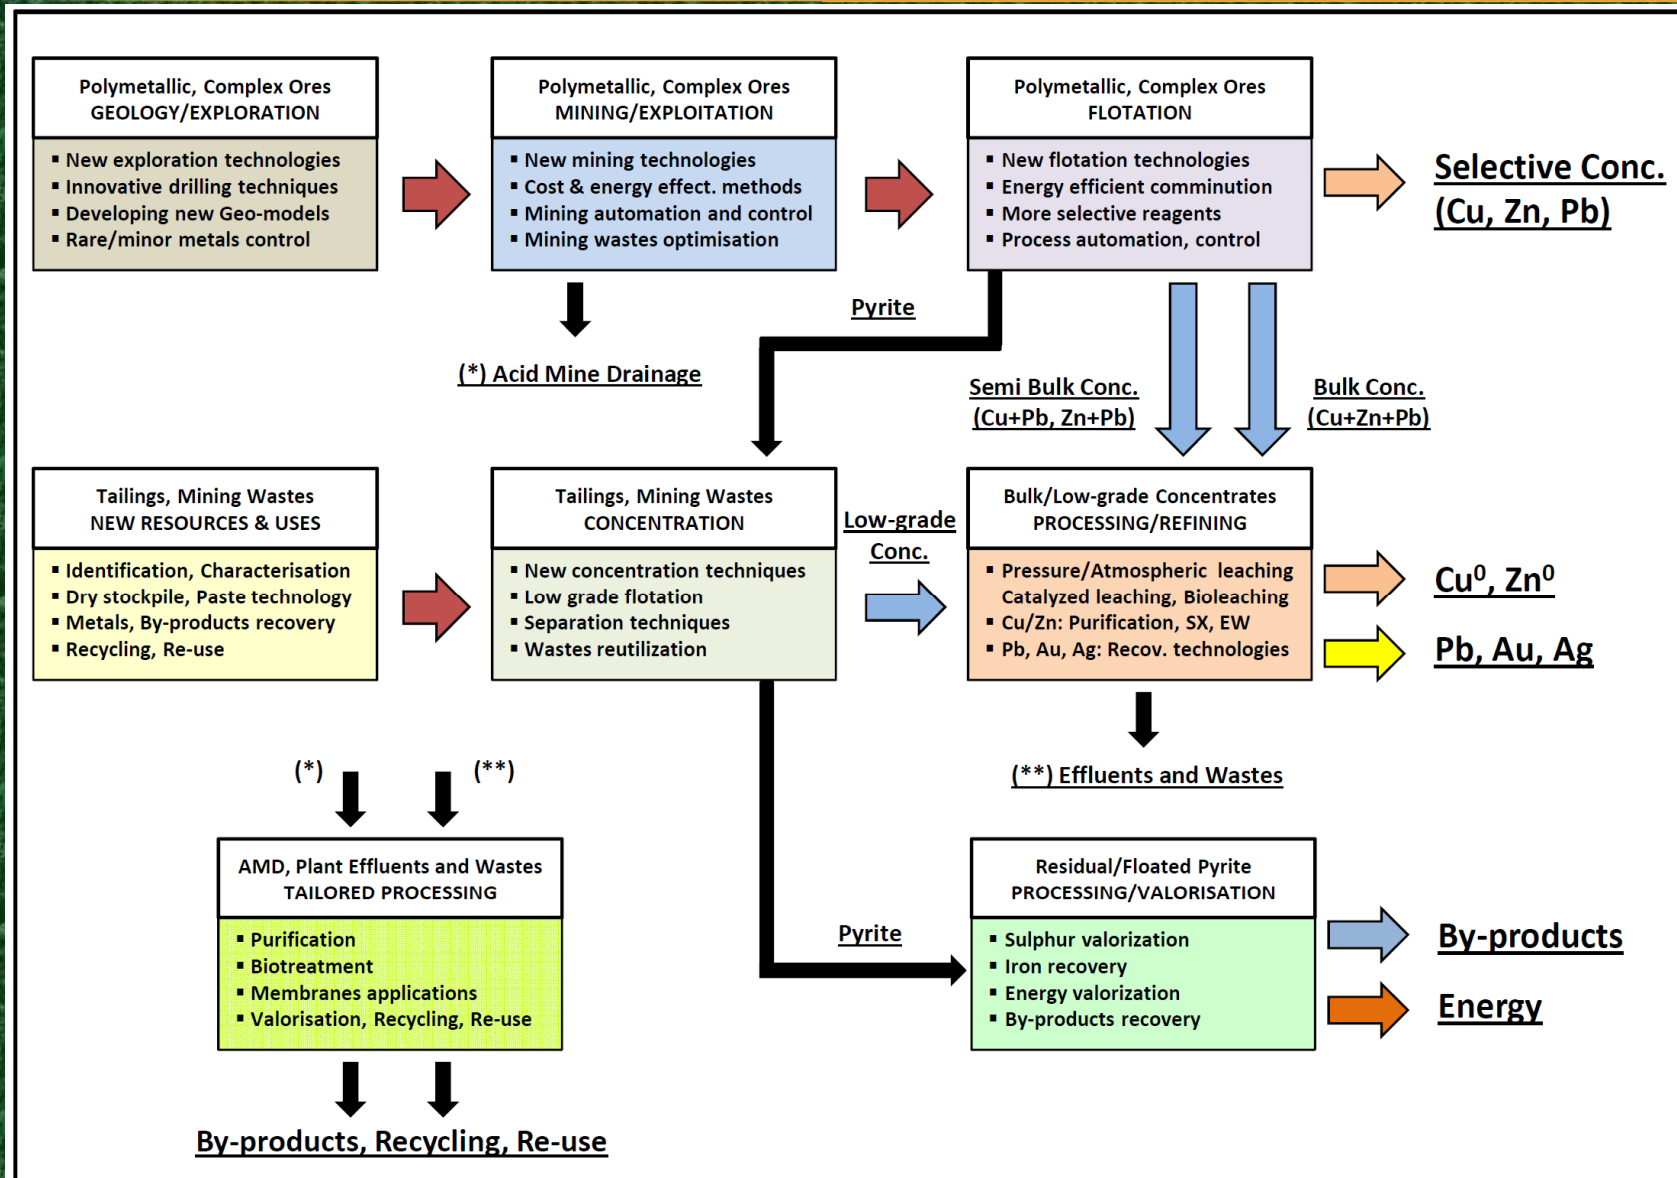 Polymetallic, Complex Ores
GEOLOGY/EXPLORATION
▪ New exploration technologies
▪ Innovative drilling techniques
▪ Developing new Geo-models
▪ Rare/minor metals control
Polymetallic, Complex Ores
MINING/EXPLOITATION
▪ New mining technologies
▪ Cost & energy effect. methods
▪ Mining automation and control
▪ Mining wastes optimisation
Polymetallic, Complex Ores
FLOTATION
▪ New flotation technologies
▪ Energy efficient comminution
▪ More selective reagents
▪ Process automation, control
Selective Conc.
(Cu, Zn, Pb)
Pyrite
(*) Acid Mine Drainage
Semi Bulk Conc.
(Cu+Pb, Zn+Pb)
Bulk Conc.
(Cu+Zn+Pb)
Tailings, Mining Wastes
NEW RESOURCES & USES
▪ Identification, Characterisation
▪ Dry stockpile, Paste technology
▪ Metals, By-products recovery
▪ Recycling, Re-use
Tailings, Mining Wastes
CONCENTRATION
▪ New concentration techniques
▪ Low grade flotation
▪ Separation techniques
▪ Wastes reutilization
Low-grade
Conc.
Bulk/Low-grade Concentrates
PROCESSING/REFINING
▪ Pressure/Atmospheric leaching
Catalyzed leaching, Bioleaching
▪ Cu/Zn: Purification, SX, EW
▪ Pb, Au, Ag: Recov. technologies
Cu⁰, Zn⁰
Pb, Au, Ag
(*)
(**)
(**) Effluents and Wastes
AMD, Plant Effluents and Wastes
TAILORED PROCESSING
▪ Purification
▪ Biotreatment
▪ Membranes applications
▪ Valorisation, Recycling, Re-use
Pyrite
Residual/Floated Pyrite
PROCESSING/VALORISATION
▪ Sulphur valorization
▪ Iron recovery
▪ Energy valorization
▪ By-products recovery
By-products
Energy
By-products, Recycling, Re-use